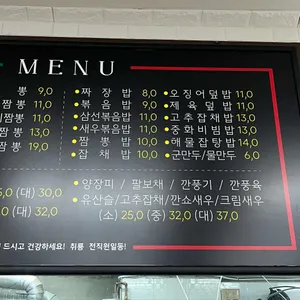 MENU
뽕 9,0
짬뽕 11,0
짬뽕 11,0
짬뽕 13,0
짬뽕 19,0
• 짜장밥 8,0
• 볶음밥 9,0
• 삼선볶음밥 11,0
• 새우볶음밥 11,0
• 짬뽕밥 10,0
• 잡채밥 10,0
• 오징어덮밥 11,0
• 제육덮밥 11,0
• 고추잡채밥 13,0
• 중화비빔밥 13,0
• 해물잡탕밥 14,0
• 군만두/물만두 6,0
5,0 (대) 30,0
0 (대) 32,0
• 양장피 / 팔보채 / 깐풍기 / 깐풍육
• 유산슬/고추잡채/깐쇼새우/크림새우
(소) 25,0 (중) 32,0 (대) 37,0
드시고 건강하세요! 취룡 전직원일동!